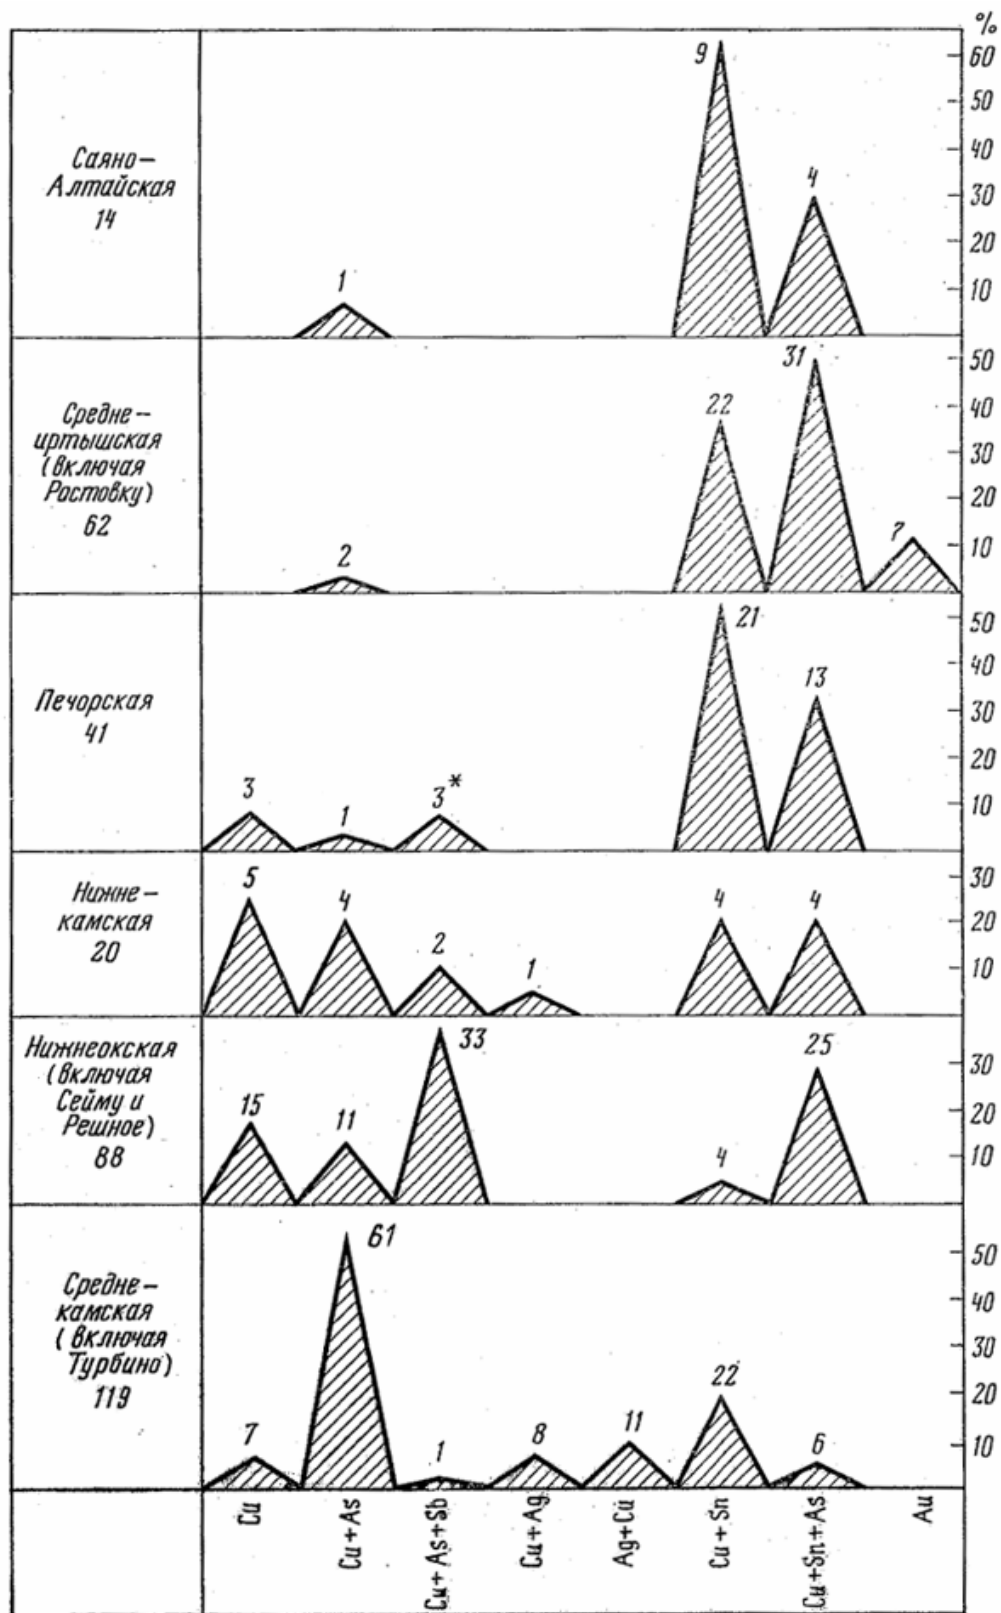 %
60
50
40
30
20
10
Саяно-
Алтайская
14
1
9
4
50
40
30
20
10
Средне-
иртышская
(включая
Растовку)
62
2
22
31
7
50
40
30
20
10
Печорская
41
3
1
3*
21
13
30
20
10
Нижне-
камская
20
5
4
2
1
4
4
30
20
10
Нижнеокская
(включая
Сейму и
Решное)
88
15
11
33
4
25
50
40
30
20
10
Средне-
камская
(включая
Турбино)
119
7
61
1
8
11
22
6
Cu
Cu+As
Cu+As+Sb
Cu+Ag
Ag+Cu
Cu+Sn
Cu+Sn+As
Au